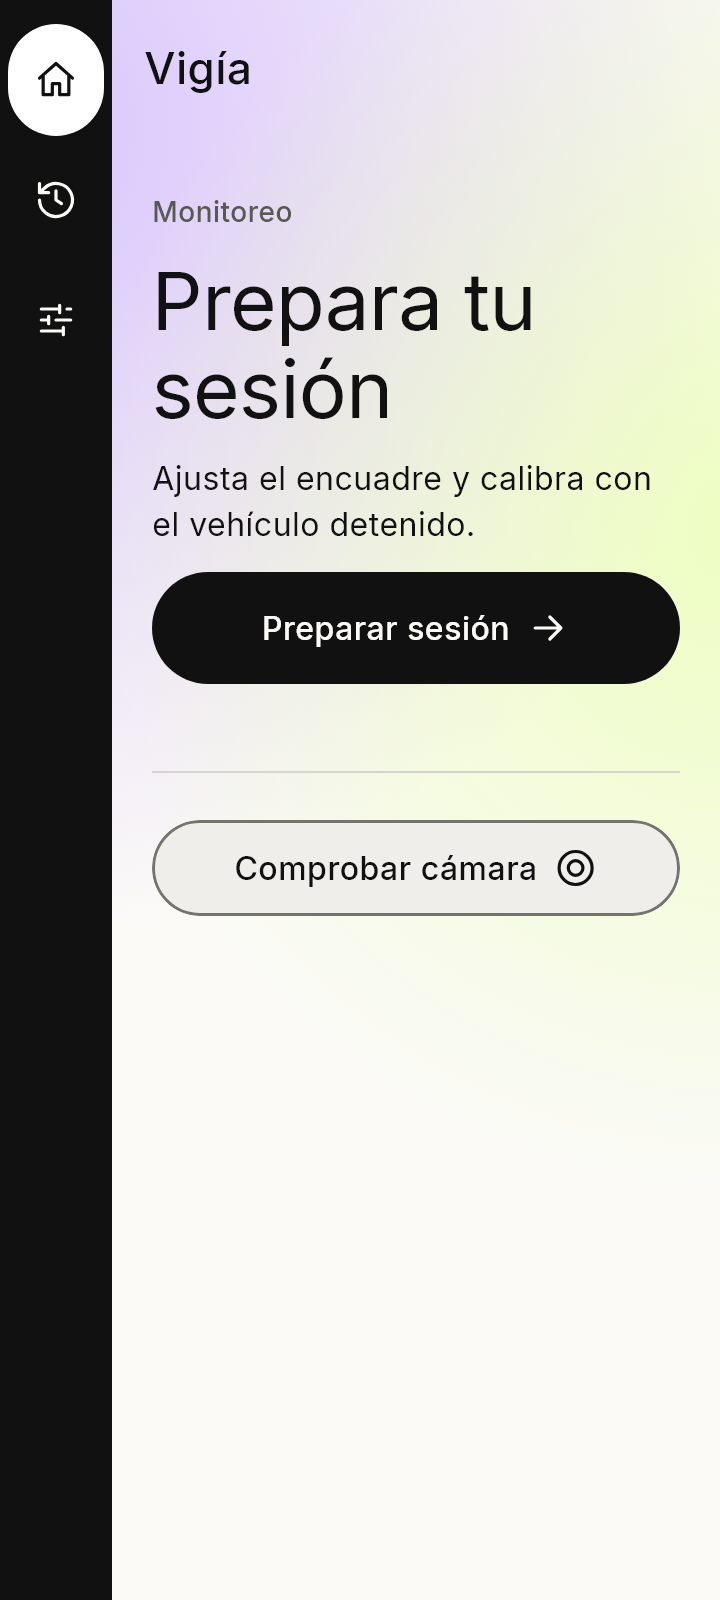 Vigía
Monitoreo
Prepara tu
sesión
Ajusta el encuadre y calibra con
el vehículo detenido.
Preparar sesión
Comprobar cámara